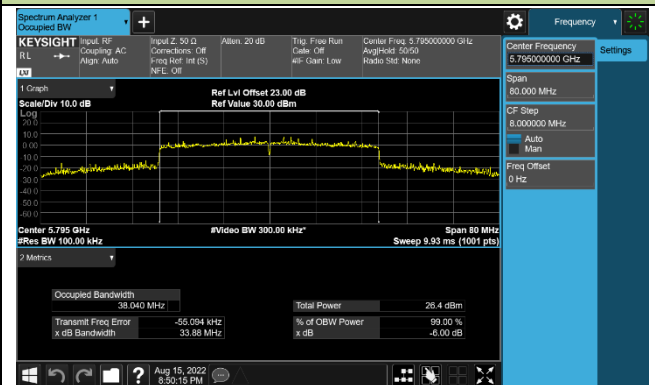 Spectrum Analyzer 1
Occupied BW
Frequency
KEYSIGHT
RL
LXI
Input: RF
Coupling: AC
Align: Auto
Input Z: 50 Ω
Corrections: Off
Freq Ref: Int (S)
NFE: Off
Atten: 20 dB
Trig: Free Run
Gate: Off
#IF Gain: Low
Center Freq: 5.795000000 GHz
Avg|Hold: 50/50
Radio Std: None
Center Frequency
5.795000000 GHz
Settings
Span
80.000 MHz
CF Step
8.000000 MHz
Auto
Man
Freq Offset
0 Hz
1 Graph
Scale/Div 10.0 dB
Ref Lvl Offset 23.00 dB
Ref Value 30.00 dBm
Log
20.0
10.0
0.00
-10.0
-20.0
-30.0
-40.0
-50.0
-60.0
Center 5.795 GHz
#Video BW 300.00 kHz*
Span 80 MHz
#Res BW 100.00 kHz
Sweep 9.93 ms (1001 pts)
2 Metrics
Occupied Bandwidth
38.040 MHz
Total Power
26.4 dBm
Transmit Freq Error
-55.094 kHz
% of OBW Power
99.00 %
x dB Bandwidth
33.88 MHz
x dB
-6.00 dB
Aug 15, 2022
8:50:15 PM